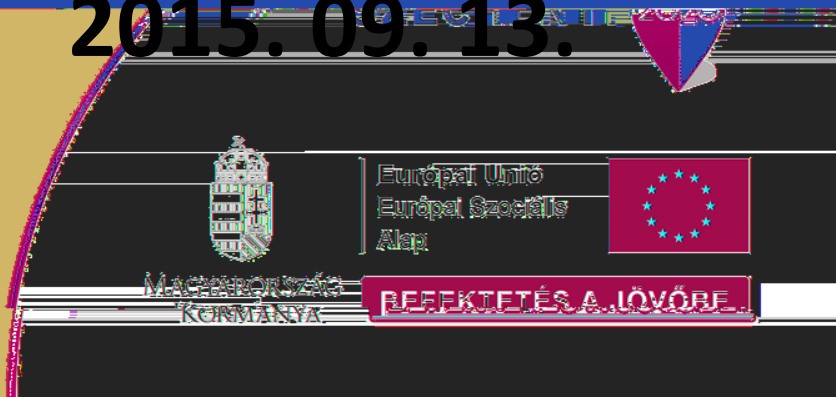 2015. 09. 13.
Európai Unió
Európai Szociális
Alap
MAGYARORSZÁG
KORMÁNYA
BEFEKTETÉS A JÖVŐBE